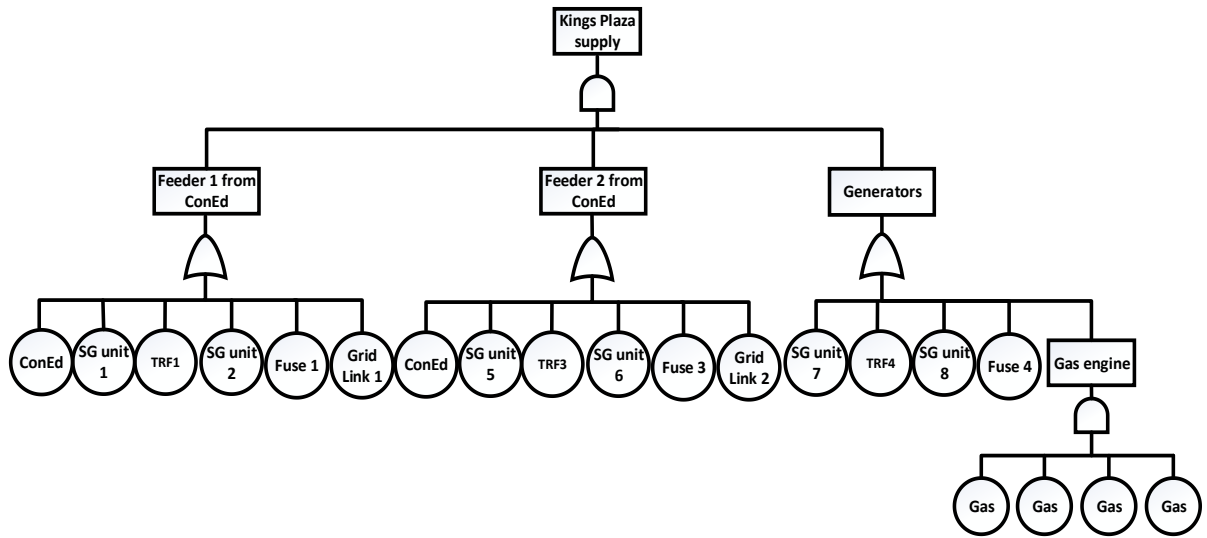 Kings Plaza
supply
Feeder 1 from
ConEd
Feeder 2 from
ConEd
Generators
ConEd
SG unit
1
TRF1
SG unit
2
Fuse 1
Grid
Link 1
ConEd
SG unit
5
TRF3
SG unit
6
Fuse 3
Grid
Link 2
SG unit
7
TRF4
SG unit
8
Fuse 4
Gas engine
Gas
Gas
Gas
Gas